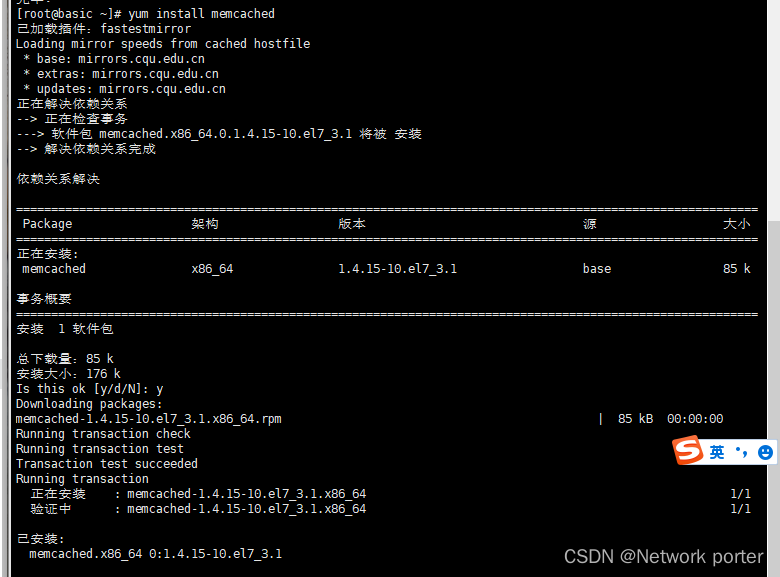 [root@basic ~]# yum install memcached
已加载插件：fastestmirror
Loading mirror speeds from cached hostfile
 * base: mirrors.cqu.edu.cn
 * extras: mirrors.cqu.edu.cn
 * updates: mirrors.cqu.edu.cn
正在解决依赖关系
--> 正在检查事务
---> 软件包 memcached.x86_64.0.1.4.15-10.el7_3.1 将被 安装
--> 解决依赖关系完成
依赖关系解决
================================================================================
Package 架构 版本 源 大小
================================================================================
正在安装:
memcached x86_64 1.4.15-10.el7_3.1 base 85 k
事务概要
================================================================================
安装 1 软件包
总下载量：85 k
安装大小：176 k
Is this ok [y/d/N]: y
Downloading packages:
memcached-1.4.15-10.el7_3.1.x86_64.rpm | 85 kB 00:00:00
Running transaction check
Running transaction test
Transaction test succeeded
Running transaction
正在安装 : memcached-1.4.15-10.el7_3.1.x86_64 1/1
验证中 : memcached-1.4.15-10.el7_3.1.x86_64 1/1
已安装:
memcached.x86_64 0:1.4.15-10.el7_3.1
S 英
CSDN @Network porter